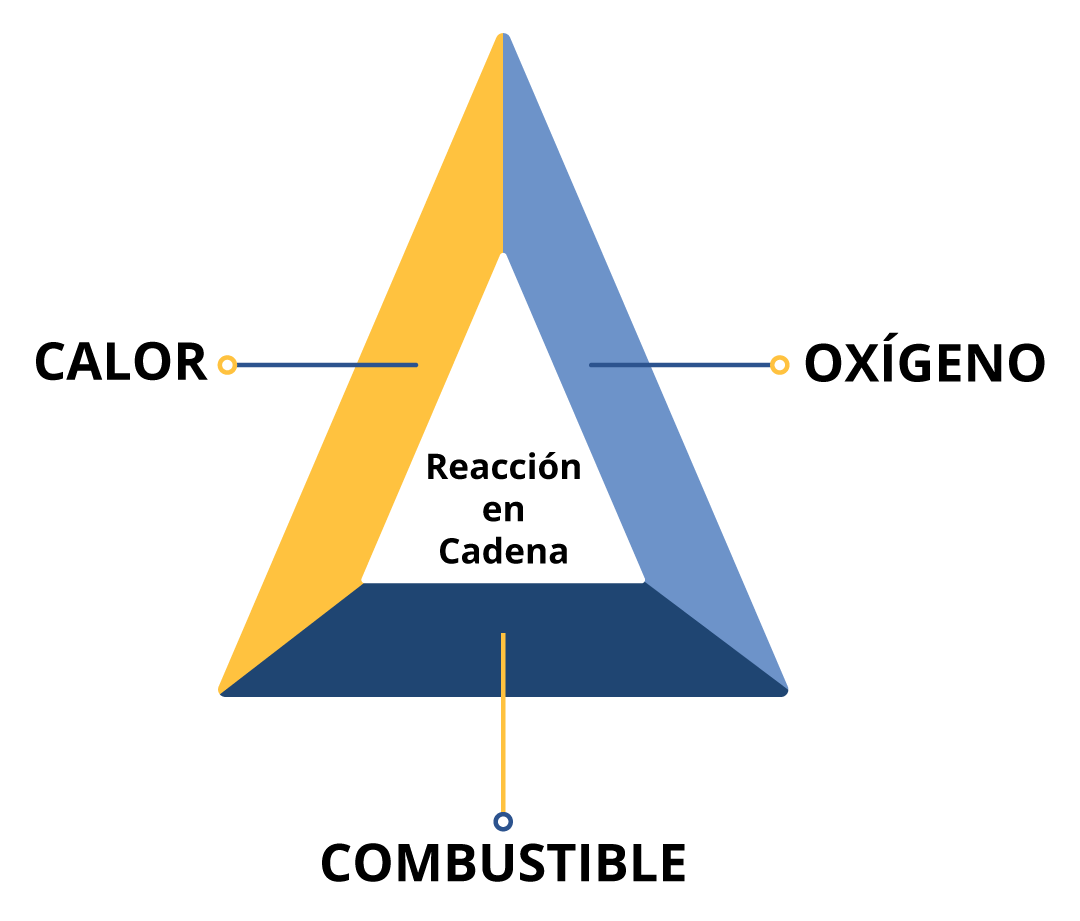 CALOR
OXÍGENO
Reacción
en
Cadena
COMBUSTIBLE